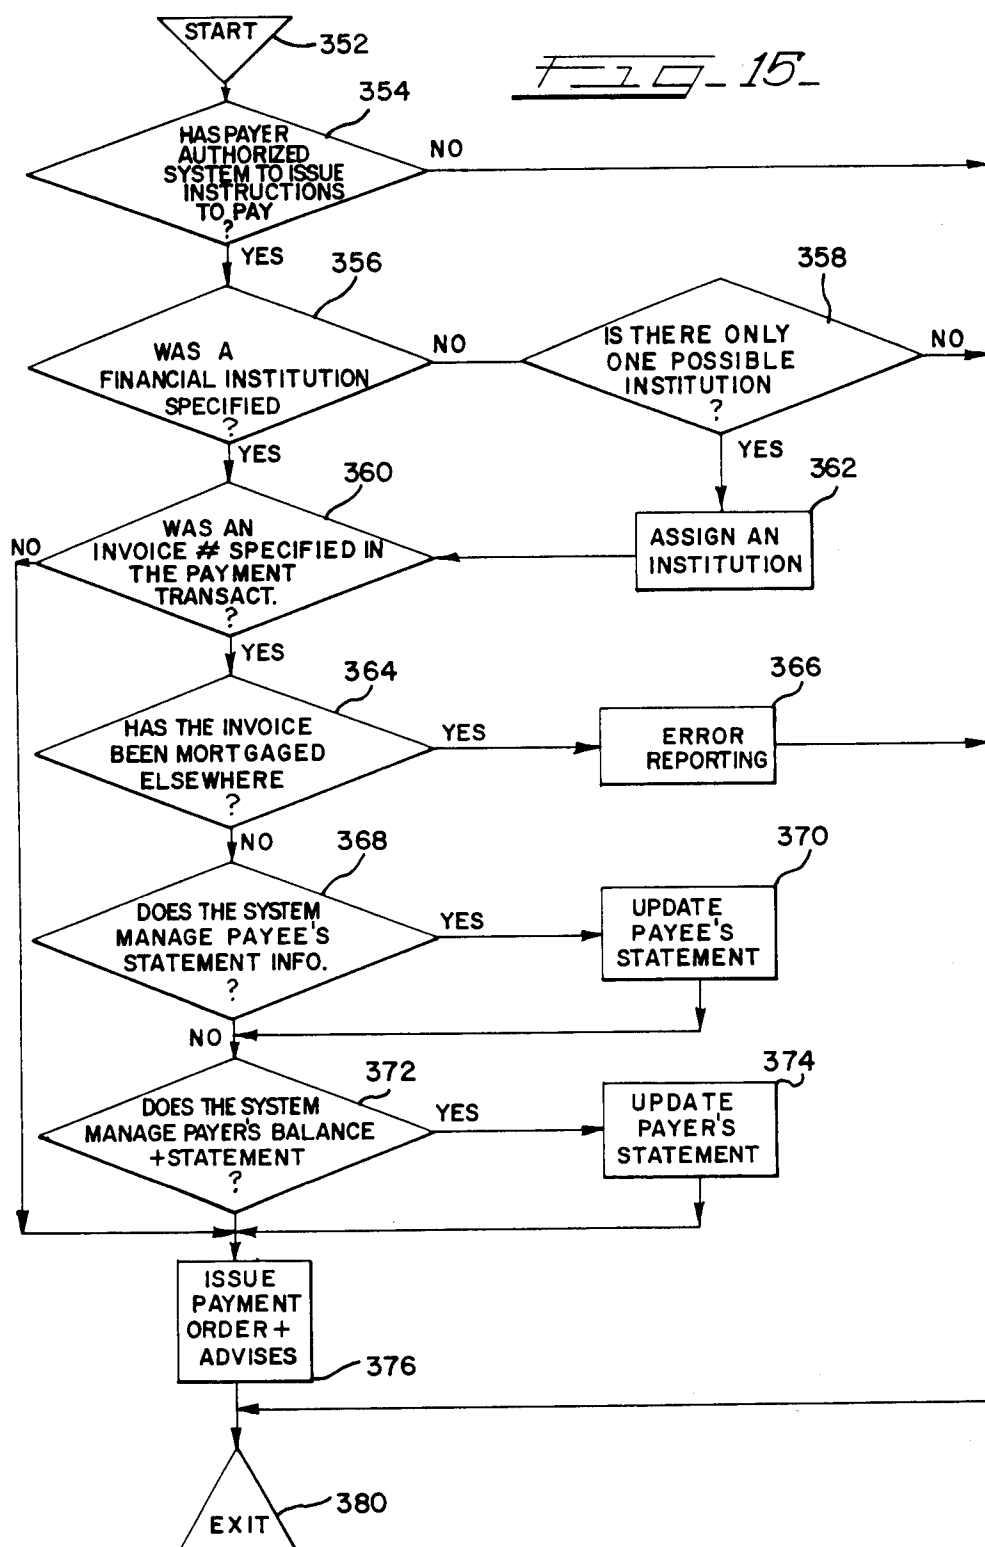 START
352
Fig-15-
354
HAS PAYER
AUTHORIZED
SYSTEM TO ISSUE
INSTRUCTIONS
TO PAY
?
NO
YES
356
358
WAS A
FINANCIAL INSTITUTION
SPECIFIED
?
NO
IS THERE ONLY
ONE POSSIBLE
INSTITUTION
?
NO
YES
YES
360
362
NO
WAS AN
INVOICE # SPECIFIED IN
THE PAYMENT
TRANSACT.
?
ASSIGN AN
INSTITUTION
YES
364
366
HAS THE INVOICE
BEEN MORTGAGED
ELSEWHERE
?
YES
ERROR
REPORTING
NO
368
370
DOES THE SYSTEM
MANAGE PAYEE'S
STATEMENT INFO.
?
YES
UPDATE
PAYEE'S
STATEMENT
NO
372
374
DOES THE SYSTEM
MANAGE PAYER'S BALANCE
+STATEMENT
?
YES
UPDATE
PAYER'S
STATEMENT
ISSUE
PAYMENT
ORDER +
ADVISES
376
380
EXIT